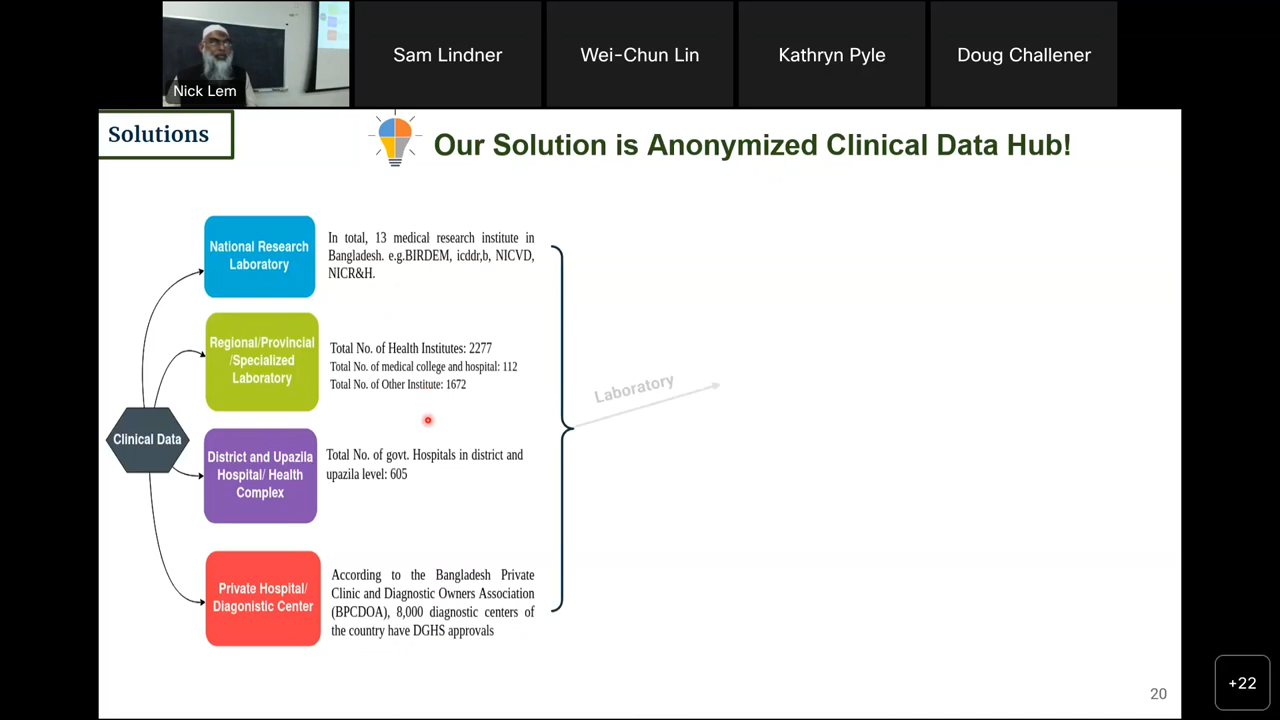 Nick Lem
Sam Lindner
Wei-Chun Lin
Kathryn Pyle
Doug Challener
Solutions
Our Solution is Anonymized Clinical Data Hub!
Clinical Data
National Research
Laboratory
In total, 13 medical research institute in
Bangladesh. e.g.BIRDEM, icddr,b, NICVD,
NICR&H.
Regional/Provincial
/Specialized
Laboratory
Total No. of Health Institutes: 2277
Total No. of medical college and hospital: 112
Total No. of Other Institute: 1672
District and Upazila
Hospital/ Health
Complex
Total No. of govt. Hospitals in district and
upazila level: 605
Private Hospital/
Diagonistic Center
According to the Bangladesh Private
Clinic and Diagnostic Owners Association
(BPCDOA), 8,000 diagnostic centers of
the country have DGHS approvals
Laboratory
20
+22